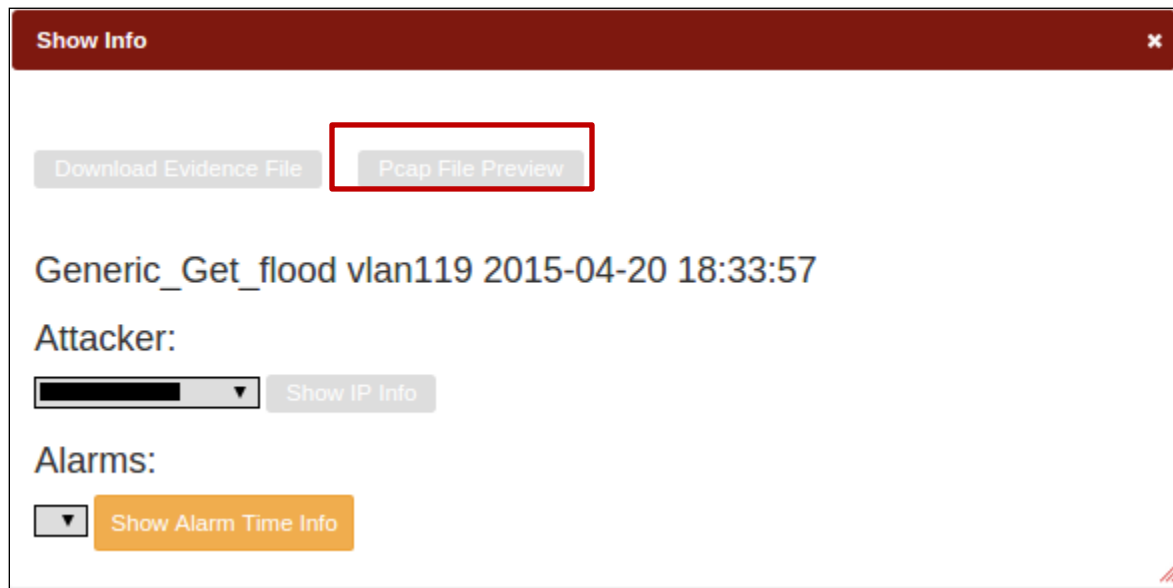 Show Info
Download Evidence File Pcap File Preview
Generic_Get_flood vlan119 2015-04-20 18:33:57
Attacker:
Show IP Info
Alarms:
Show Alarm Time Info